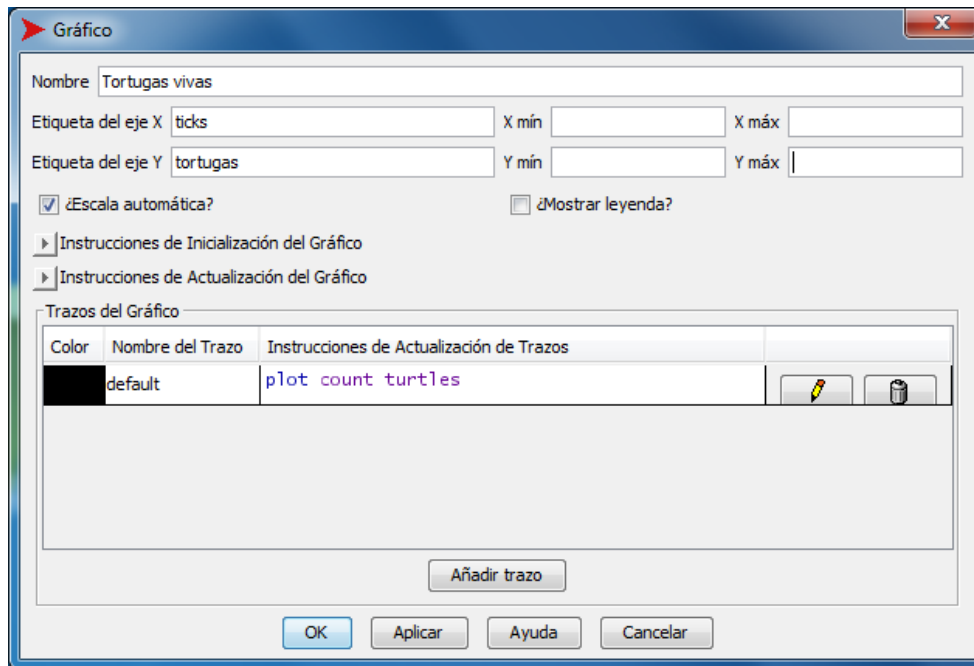 Gráfico
Nombre Tortugas vivas
Etiqueta del eje X ticks X mín X máx
Etiqueta del eje Y tortugas Y mín Y máx
¿Escala automática? ¿Mostrar leyenda?
Instrucciones de Inicialización del Gráfico
Instrucciones de Actualización del Gráfico
Trazos del Gráfico
Color Nombre del Trazo Instrucciones de Actualización de Trazos
default plot count turtles
Añadir trazo
OK Aplicar Ayuda Cancelar